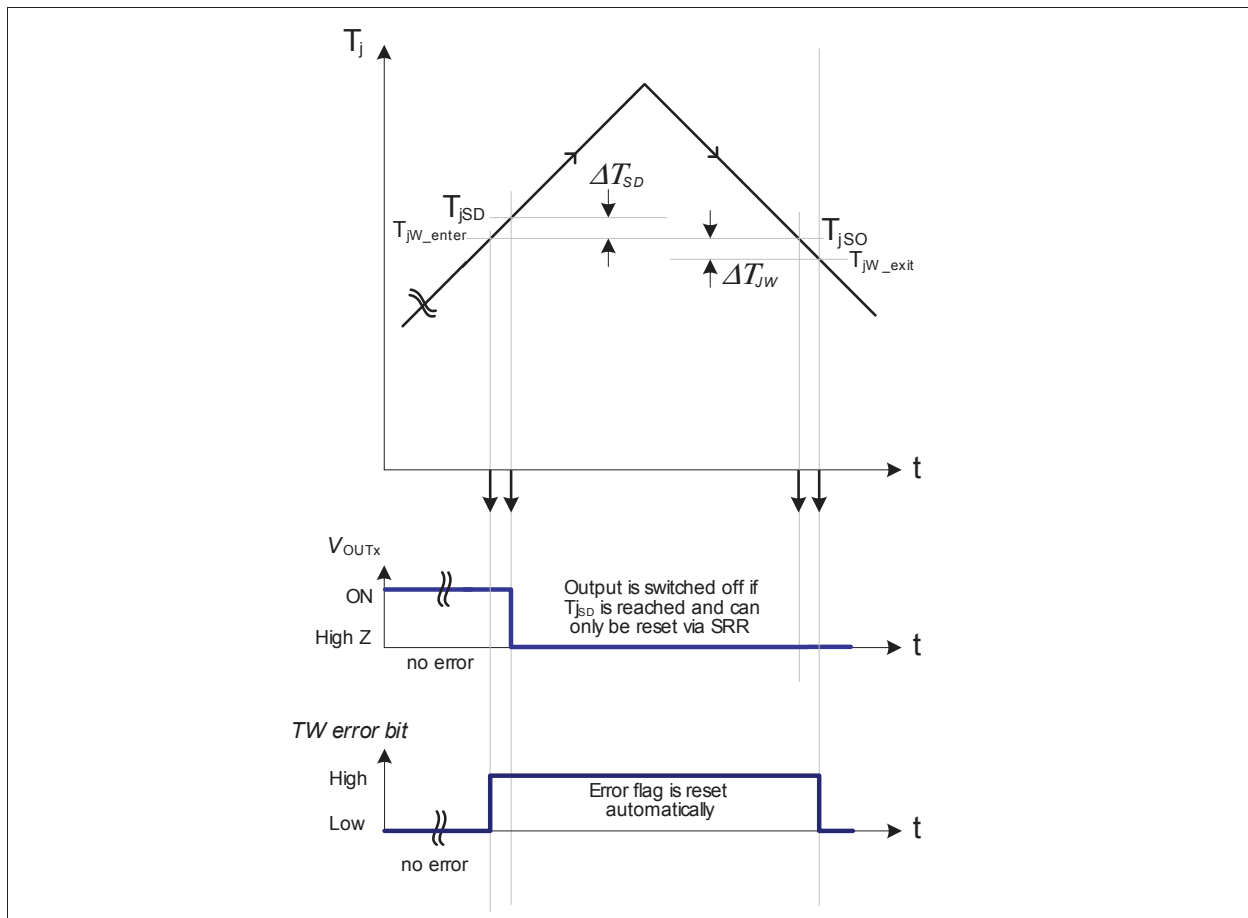 Tj
ΔTSD
TjSD
TjW_enter
TjSO
TjW_exit
ΔTJW
t
VOUTx
ON
High Z
no error
Output is switched off if
TjSD is reached and can
only be reset via SRR
t
TW error bit
High
Low
no error
Error flag is reset
automatically
t